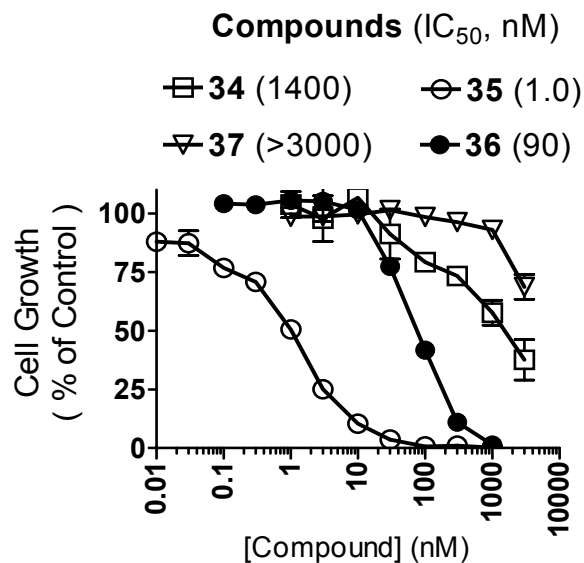 Compounds (IC50, nM)
34 (1400) 35 (1.0)
37 (>3000) 36 (90)
100
75
50
25
0
Cell Growth
( % of Control)
0.01 0.1 1 10 100 1000 10000
[Compound] (nM)